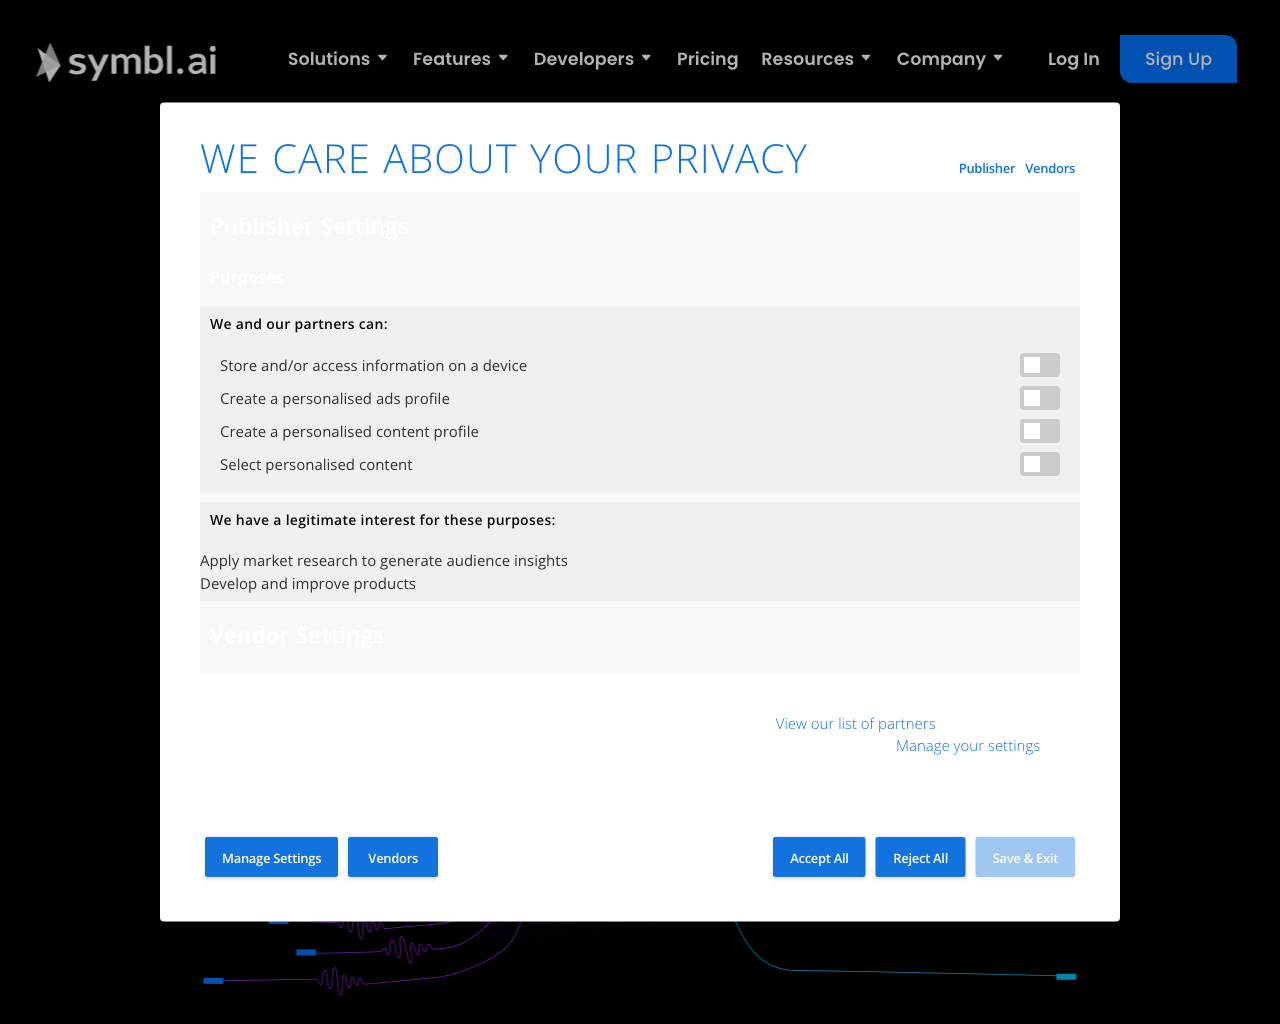 symbl.ai
Solutions Features Developers Pricing Resources Company Log In Sign Up
WE CARE ABOUT YOUR PRIVACY
Publisher Vendors
Publisher Settings
Purposes
We and our partners can:
Store and/or access information on a device
Create a personalised ads profile
Create a personalised content profile
Select personalised content
We have a legitimate interest for these purposes:
Apply market research to generate audience insights
Develop and improve products
Vendor Settings
View our list of partners
Manage your settings
Manage Settings Vendors Accept All Reject All Save & Exit